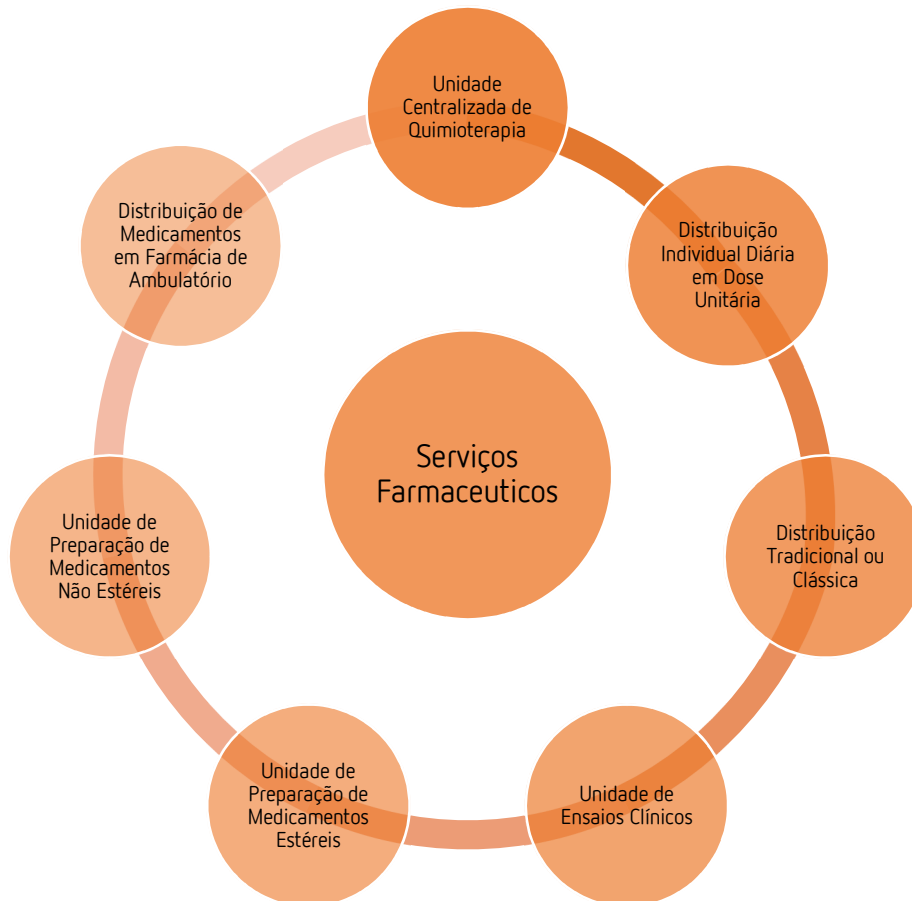 Unidade
Centralizada de
Quimioterapia
Distribuição
Individual Diária
em Dose
Unitária
Distribuição
Tradicional ou
Clássica
Unidade de
Ensaios Clínicos
Unidade de
Preparação de
Medicamentos
Estéreis
Unidade de
Preparação de
Medicamentos
Não Estéreis
Distribuição de
Medicamentos
em Farmácia de
Ambulatório
Serviços
Farmaceuticos